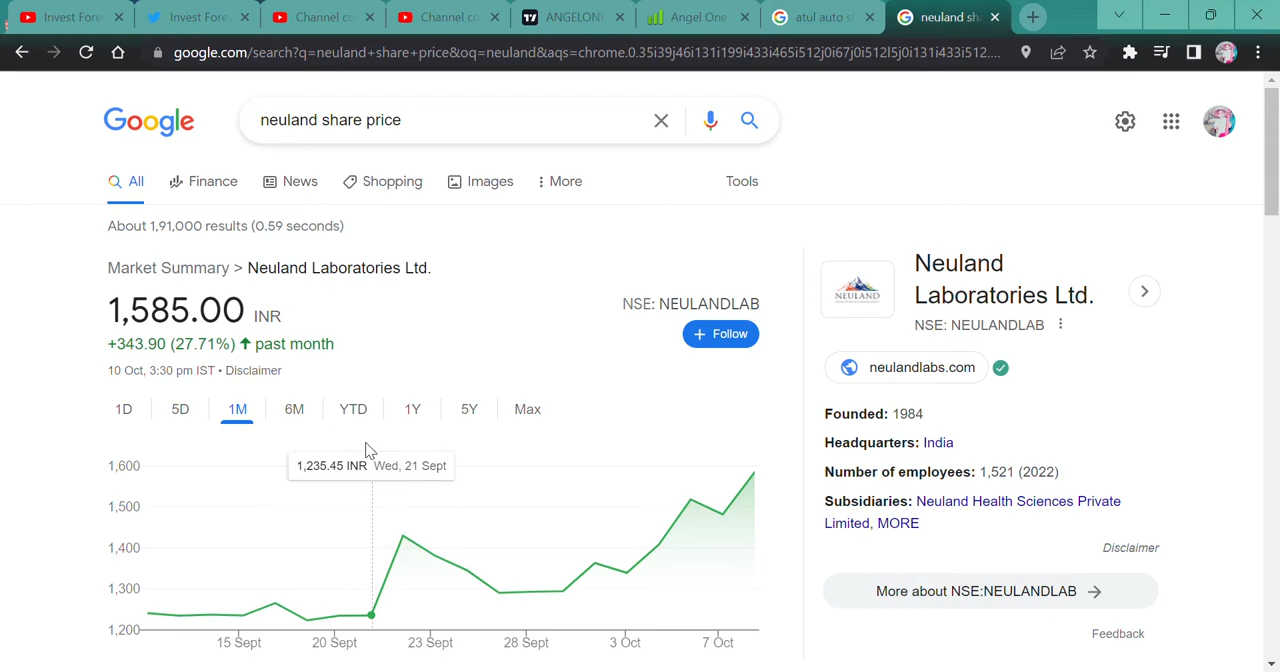 Invest Fores
Invest Fores
Channel co
Channel co
ANGELONE
Angel One
atul auto sh
neuland sha
google.com/search?q=neuland+share+price&oq=neuland&aqs=chrome.0.35i39j46i131i199i433i465i512j0i67j0i512l5j0i131i433i512....
Google
neuland share price
All
Finance
News
Shopping
Images
More
Tools
About 1,91,000 results (0.59 seconds)
Market Summary > Neuland Laboratories Ltd.
1,585.00 INR
NSE: NEULANDLAB
+ Follow
+343.90 (27.71%) ↑ past month
10 Oct, 3:30 pm IST • Disclaimer
1D
5D
1M
6M
YTD
1Y
5Y
Max
1,235.45 INR Wed, 21 Sept
1,600
1,500
1,400
1,300
1,200
15 Sept
20 Sept
23 Sept
28 Sept
3 Oct
7 Oct
NEULAND
Neuland
Laboratories Ltd.
NSE: NEULANDLAB
neulandlabs.com
Founded: 1984
Headquarters: India
Number of employees: 1,521 (2022)
Subsidiaries: Neuland Health Sciences Private
Limited, MORE
Disclaimer
More about NSE:NEULANDLAB →
Feedback